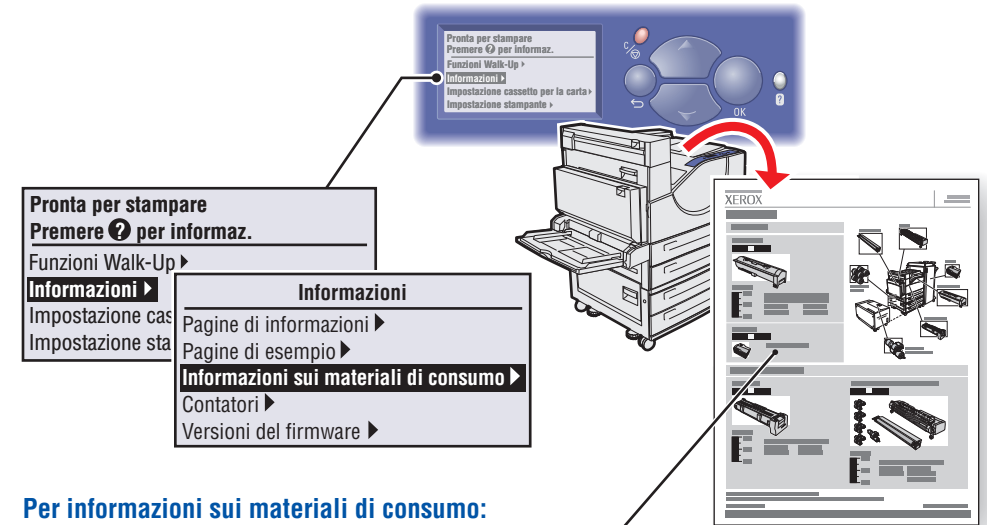 Pronta per stampare
Premere ? per informaz.
Funzioni Walk-Up
Informazioni
Impostazione cassetto per la carta
Impostazione stampante
C
OK
?
XEROX
Pronta per stampare
Premere ? per informaz.
Funzioni Walk-Up
Informazioni
Impostazione cas
Impostazione sta
Informazioni
Pagine di informazioni
Pagine di esempio
Informazioni sui materiali di consumo
Contatori
Versioni del firmware
Per informazioni sui materiali di consumo: